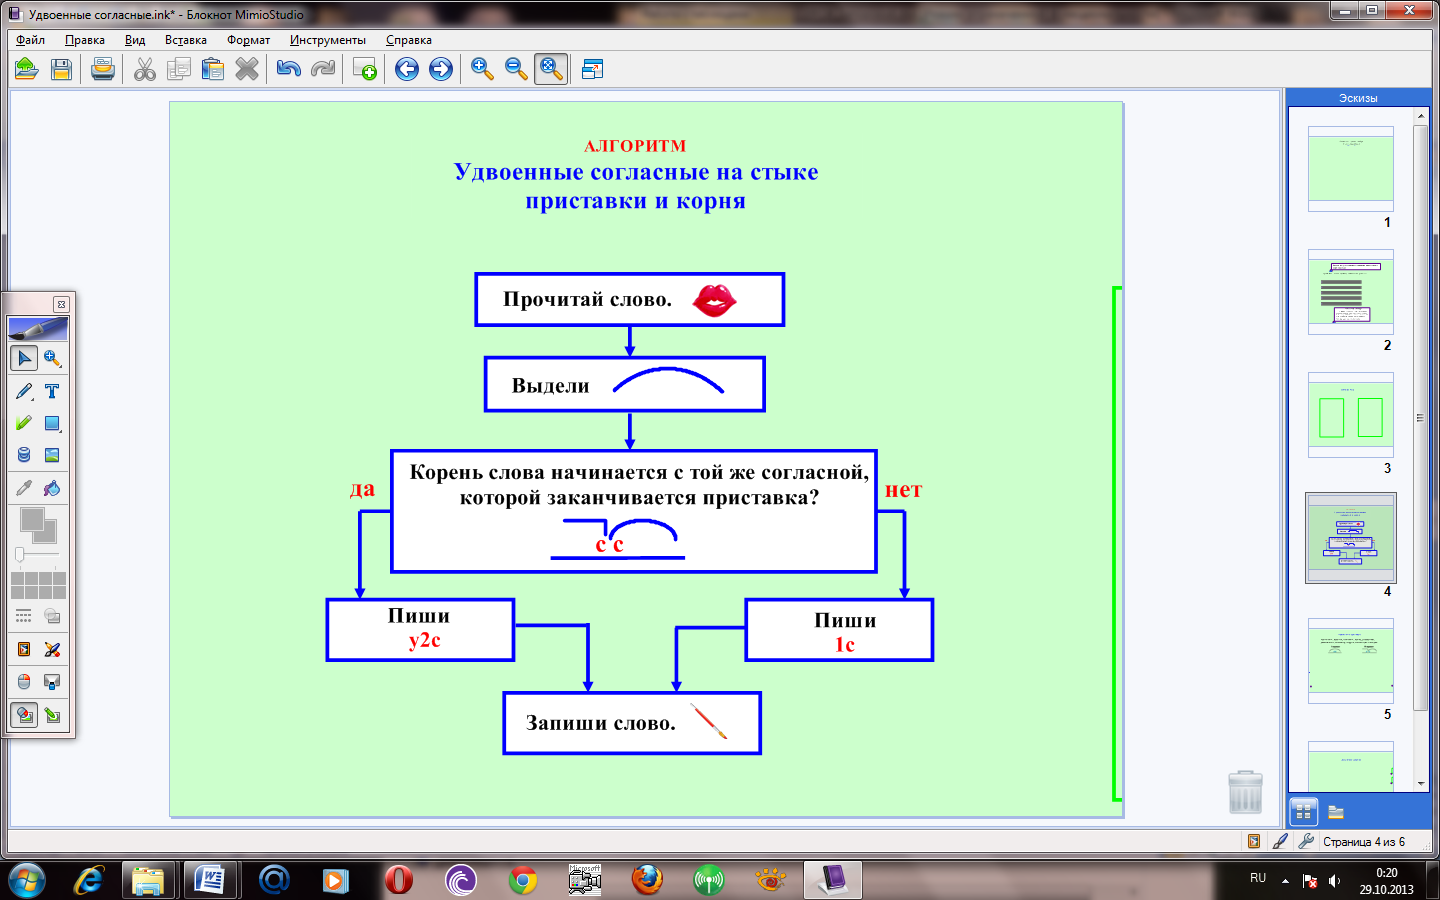 Удвоенные согласные.ink* - Блокнот MimioStudio
Файл Правка Вид Вставка Формат Инструменты Справка
АЛГОРИТМ
Удвоенные согласные на стыке
приставки и корня
Прочитай слово.
Выдели
Корень слова начинается с той же согласной,
которой заканчивается приставка?
с с
да
нет
Пиши
у2с
Пиши
1с
Запиши слово.
Эскизы
1
2
3
4
5
Страница 4 из 6
Microsoft
RU
0:20
29.10.2013